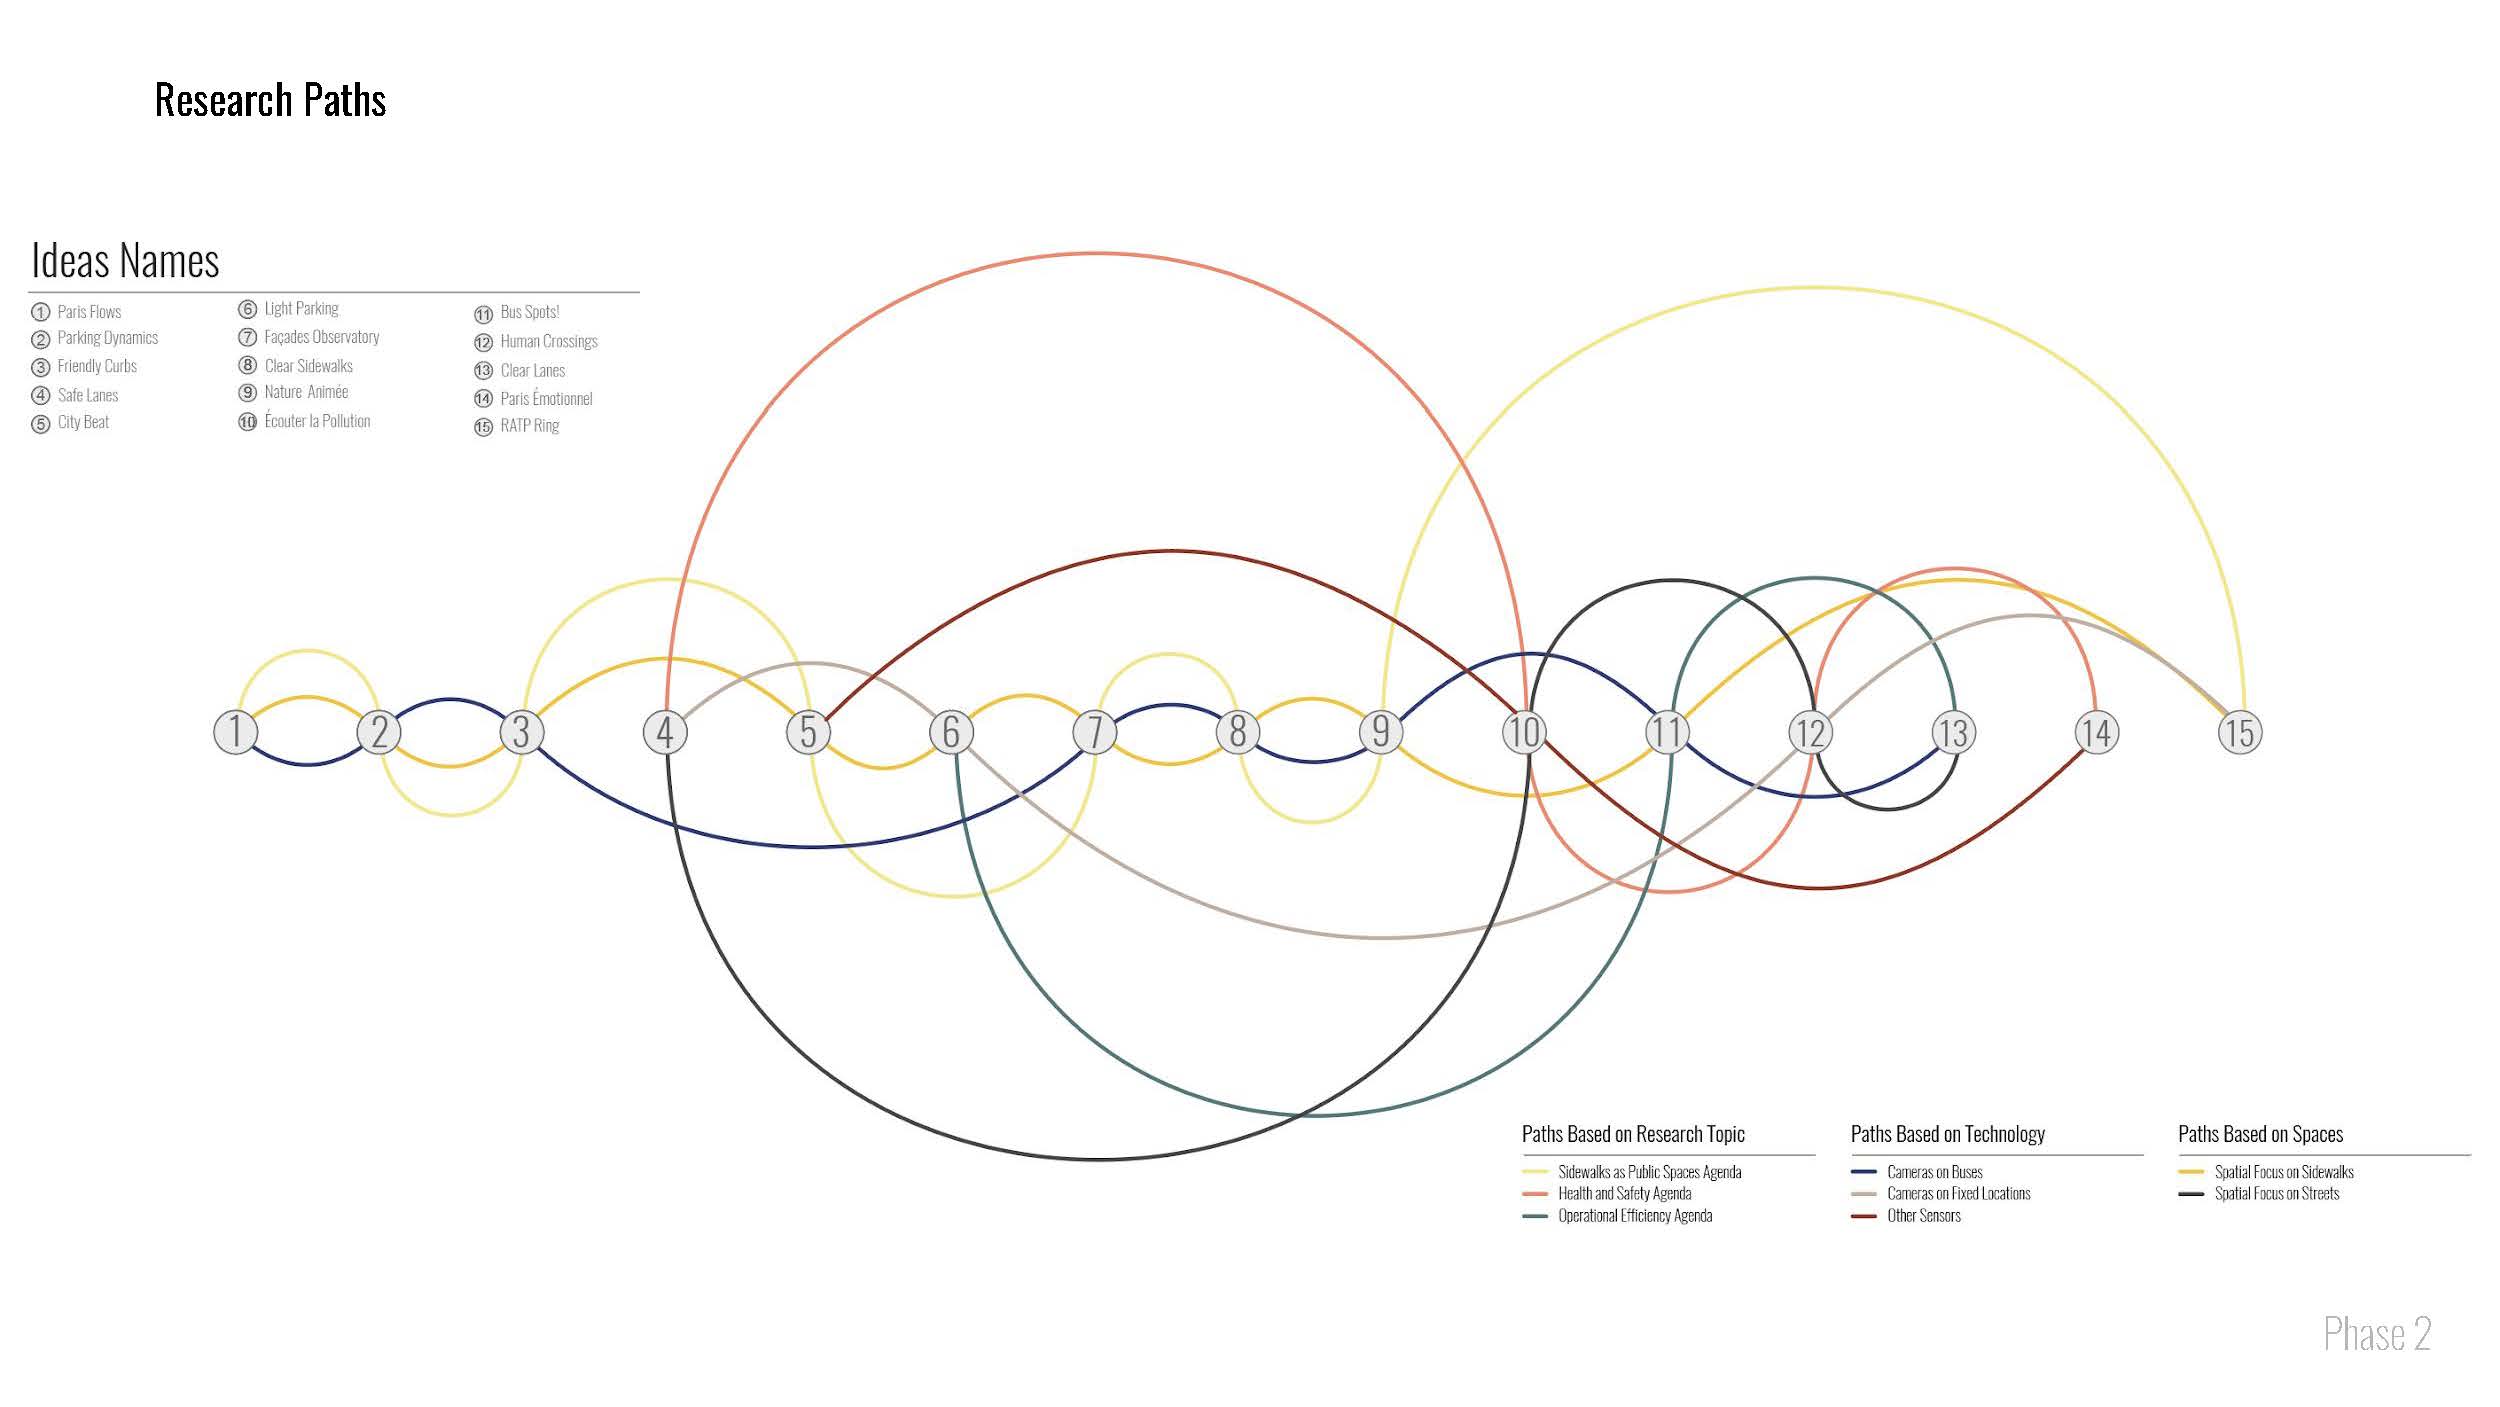 Research Paths
Ideas Names
1 Paris Flows
2 Parking Dynamics
3 Friendly Curbs
4 Safe Lanes
5 City Beat
6 Light Parking
7 Façades Observatory
8 Clear Sidewalks
9 Nature Animée
10 Écouter la Pollution
11 Bus Spots!
12 Human Crossings
13 Clear Lanes
14 Paris Émotionnel
15 RATP Ring
1 2 3 4 5 6 7 8 9 10 11 12 13 14 15
Paths Based on Research Topic
Sidewalks as Public Spaces Agenda
Health and Safety Agenda
Operational Efficiency Agenda
Paths Based on Technology
Cameras on Buses
Cameras on Fixed Locations
Other Sensors
Paths Based on Spaces
Spatial Focus on Sidewalks
Spatial Focus on Streets
Phase 2